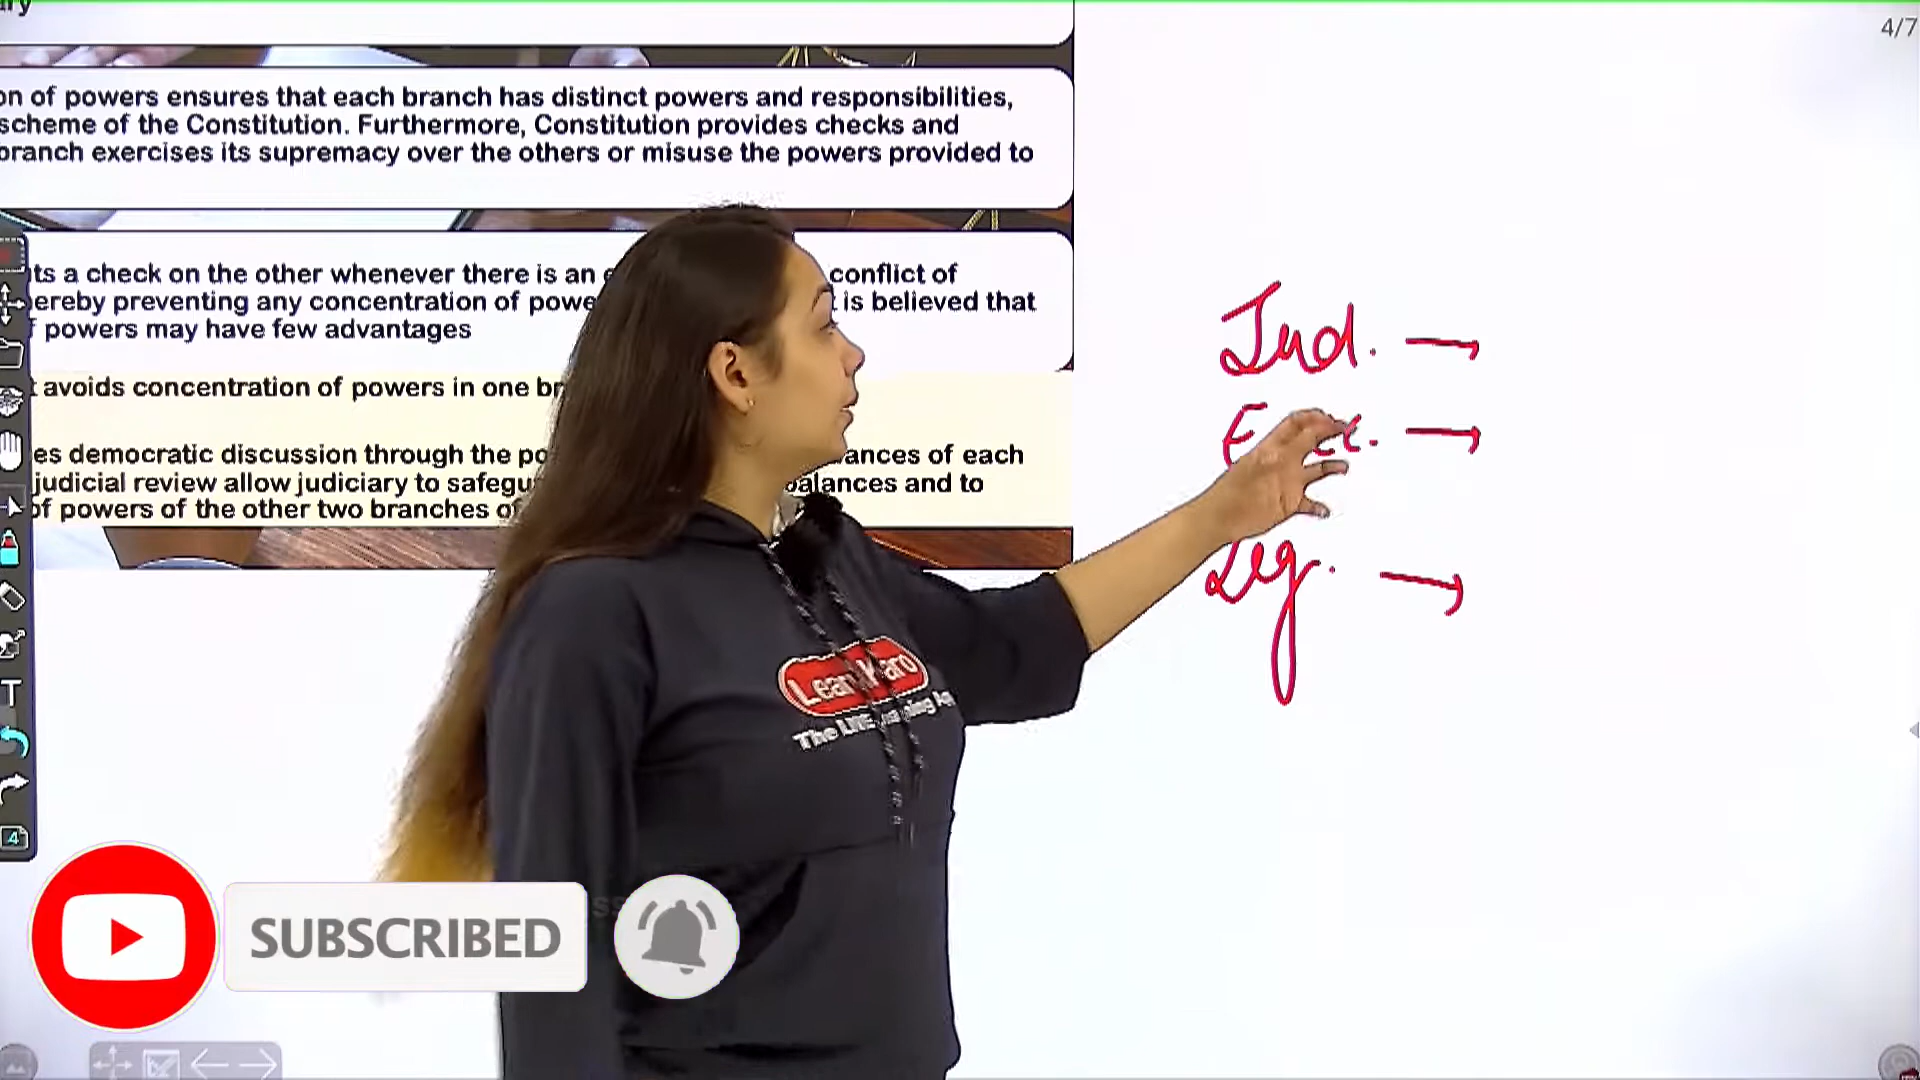 4/7
on of powers ensures that each branch has distinct powers and responsibilities,
scheme of the Constitution. Furthermore, Constitution provides checks and
branch exercises its supremacy over the others or misuse the powers provided to
ts a check on the other whenever there is an conflict of
ereby preventing any concentration of powe is believed that
f powers may have few advantages
avoids concentration of powers in one br
es democratic discussion through the po ances of each
judicial review allow judiciary to safegu balances and to
of powers of the other two branches of
Jud. →
→
Leg. →
Learn Karo
The LIVE
SUBSCRIBED
T
4